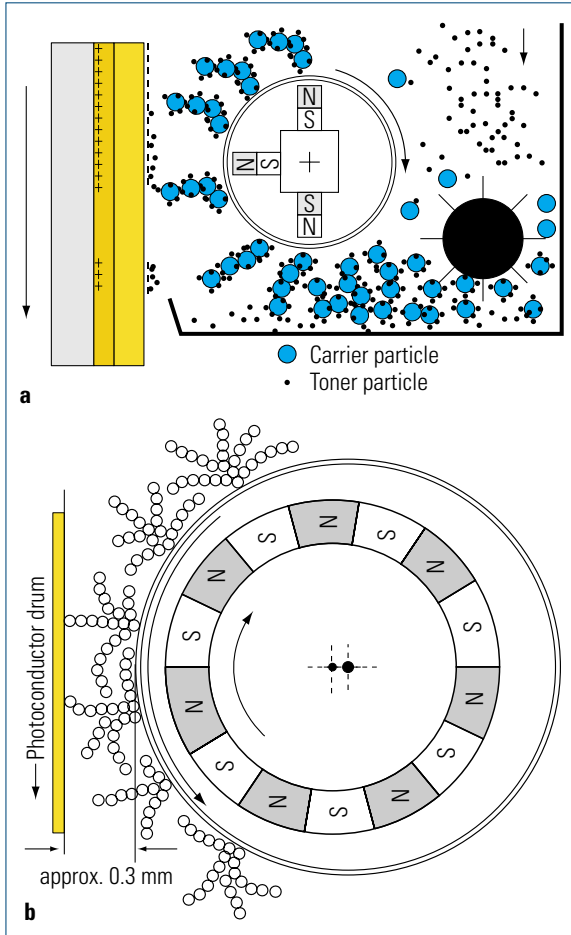 N
S
N S
S
N
Carrier particle
Toner particle
a
N
S S
N N
S S
N N
S S
N N
S
Photoconductor drum
approx. 0.3 mm
b